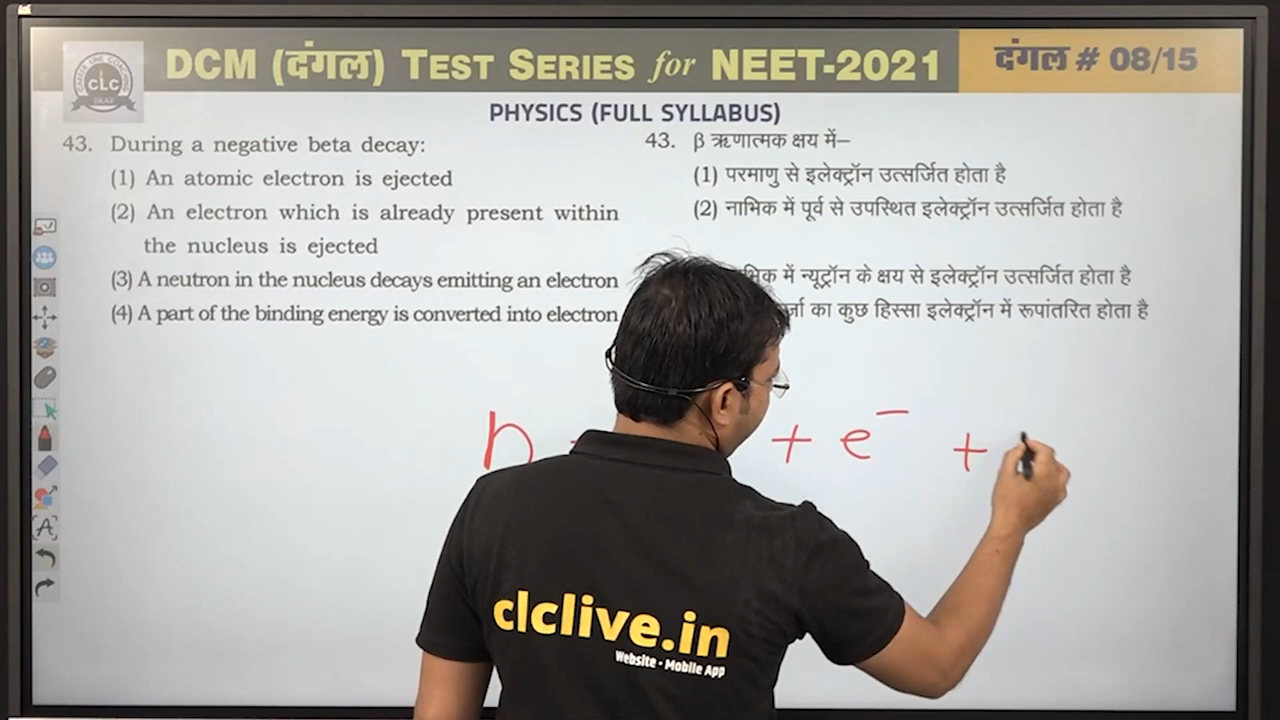 DCM (दंगल) TEST SERIES for NEET-2021
दंगल # 08/15
CLC
SIKAR
PHYSICS (FULL SYLLABUS)
43. During a negative beta decay:
(1) An atomic electron is ejected
(2) An electron which is already present within
the nucleus is ejected
(3) A neutron in the nucleus decays emitting an electron
(4) A part of the binding energy is converted into electron
43. β ऋणात्मक क्षय में–
(1) परमाणु से इलेक्ट्रॉन उत्सर्जित होता है
(2) नाभिक में पूर्व से उपस्थित इलेक्ट्रॉन उत्सर्जित होता है
में न्यूट्रॉन के क्षय से इलेक्ट्रॉन उत्सर्जित होता है
का कुछ हिस्सा इलेक्ट्रॉन में रूपांतरित होता है
n + e⁻ +
clclive.in
Website • Mobile App